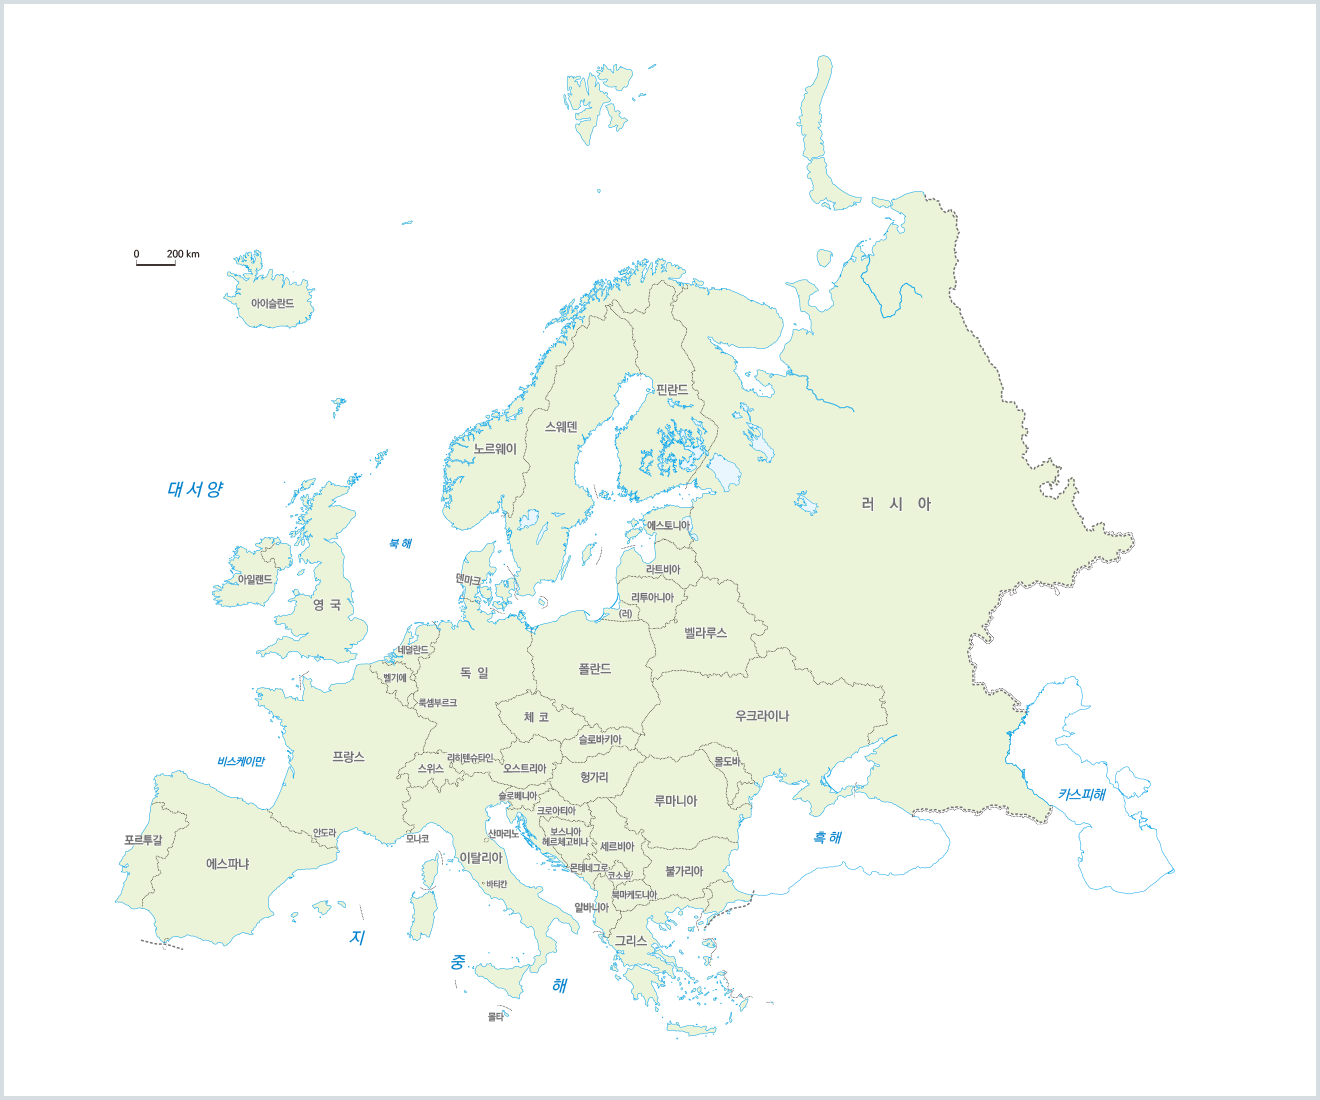 0 200 km
아이슬란드
핀란드
스웨덴
노르웨이
대서양
러 시 아
에스토니아
북해
라트비아
덴마크
아일랜드
리투아니아
영 국
(러)
벨라루스
네덜란드
독 일
폴란드
벨기에
룩셈부르크
체 코
우크라이나
슬로바키아
프랑스
비스케이만
리히텐슈타인
스위스
오스트리아
몰도바
헝가리
슬로베니아
카스피해
루마니아
크로아티아
안도라
모나코
산마리노
보스니아
헤르체고비나
포르투갈
흑해
세르비아
이탈리아
에스파냐
몬테네그로
코소보
불가리아
바티칸
북마케도니아
알바니아
지
그리스
중
해
몰타